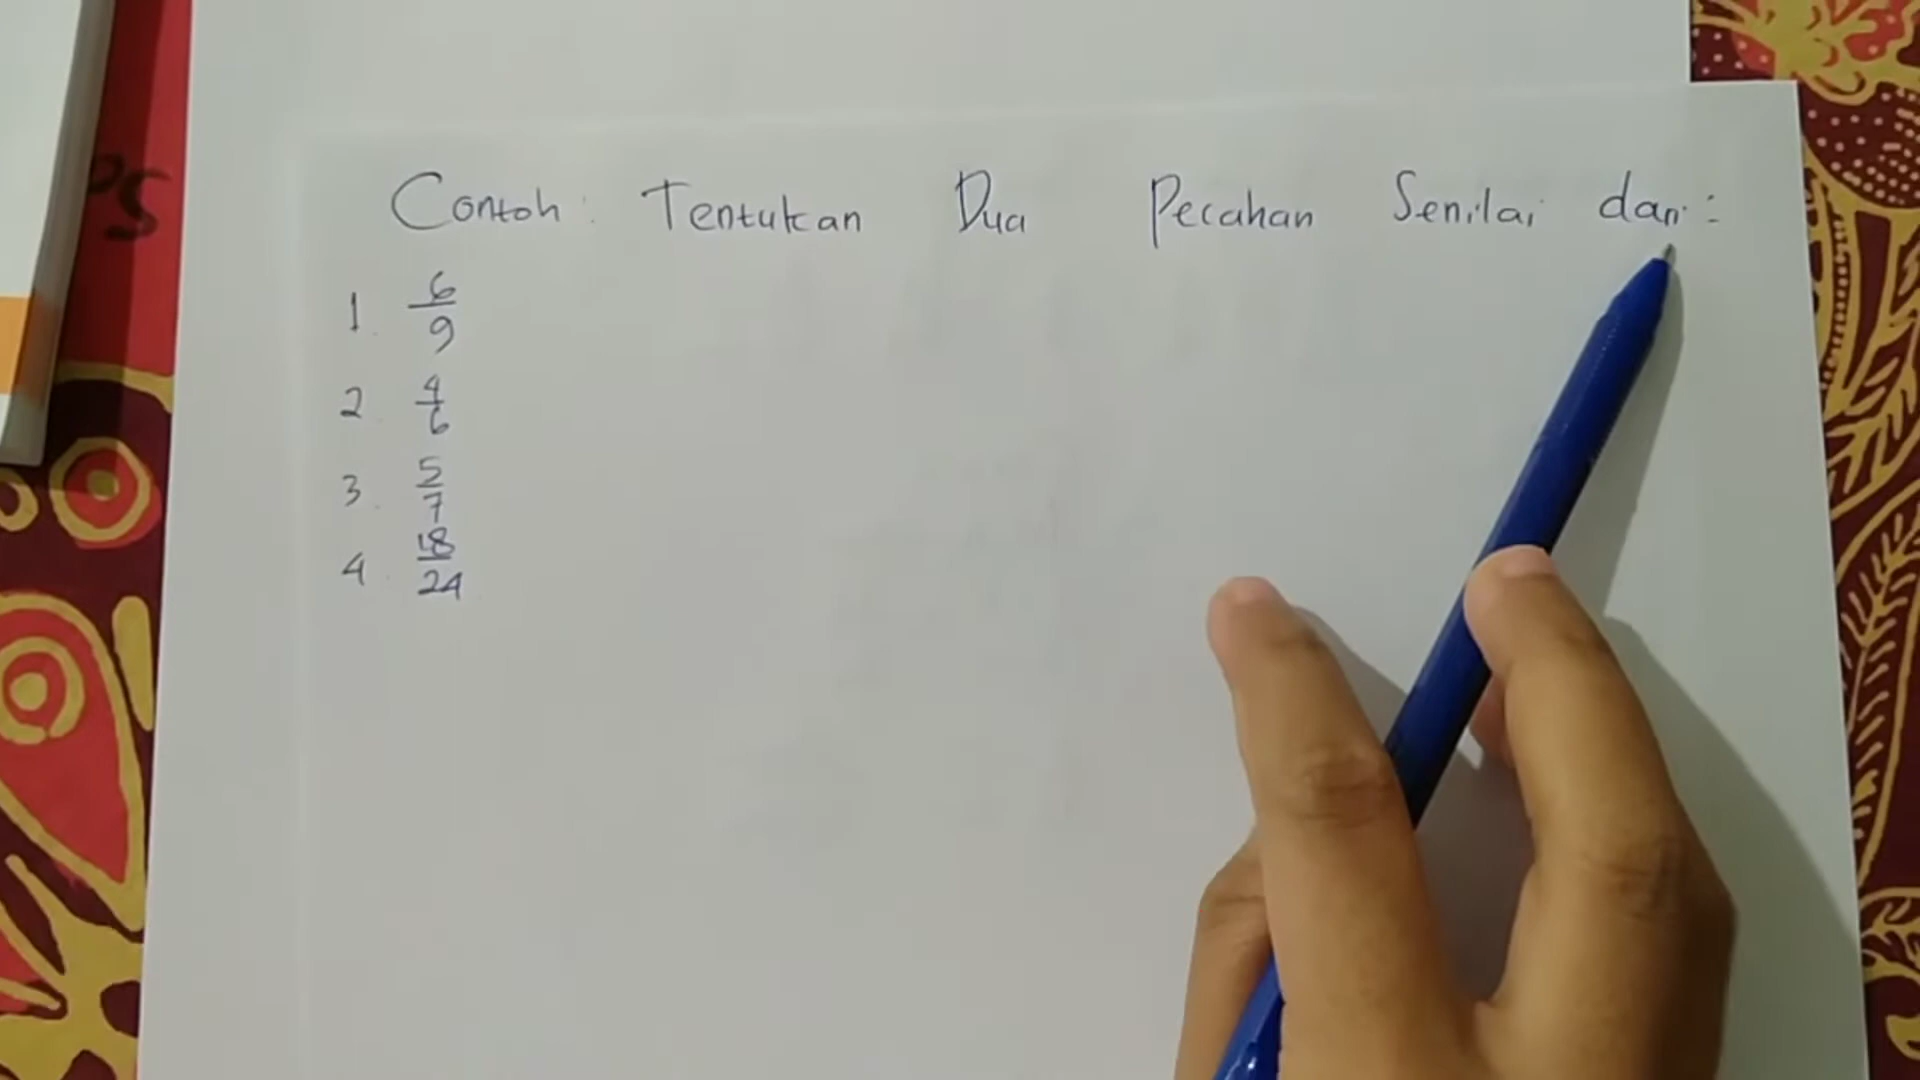 Contoh : Tentukan Dua Pecahan Senilai dari :
1. 6/9
2. 4/6
3. 5/7
4. 18/24